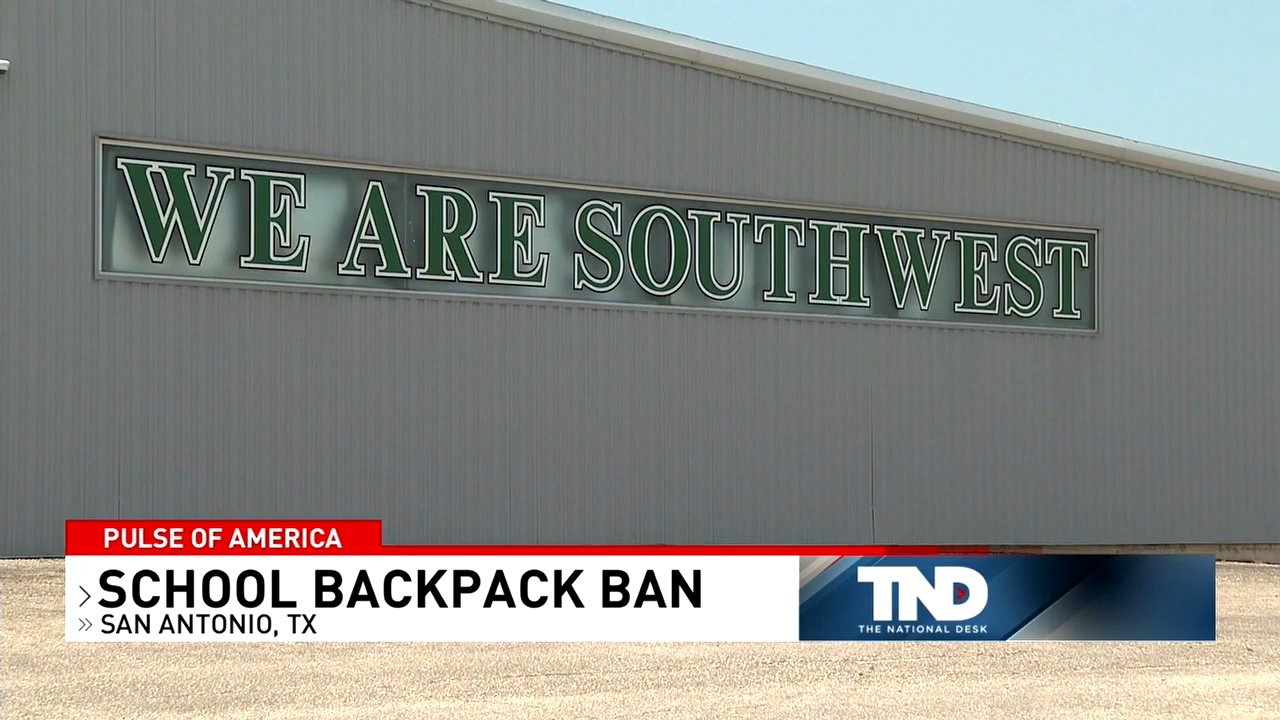 WE ARE SOUTHWEST
PULSE OF AMERICA
SCHOOL BACKPACK BAN
SAN ANTONIO, TX
TND
THE NATIONAL DESK